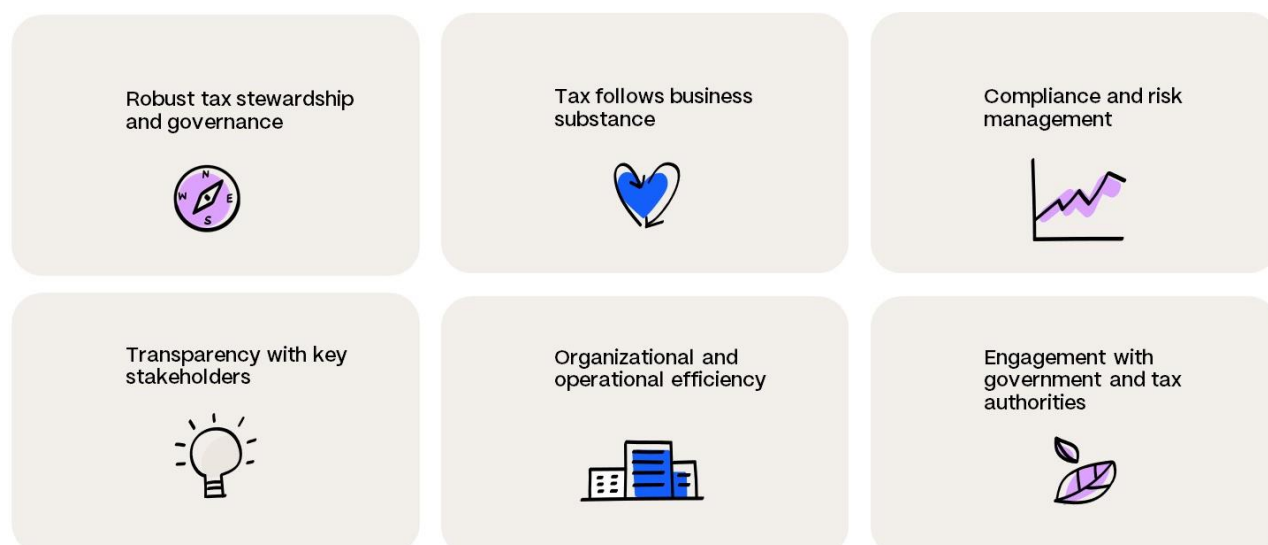 Robust tax stewardship
and governance
N
W
E
S
Tax follows business
substance
Compliance and risk
management
Transparency with key
stakeholders
Organizational and
operational efficiency
Engagement with
government and tax
authorities